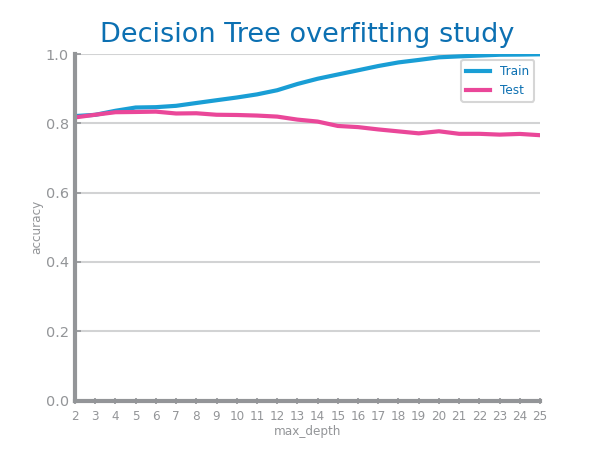 Decision Tree overfitting study
1.0
Train
Test
0.8
0.6
accuracy
0.4
0.2
0.0
2 3 4 5 6 7 8 9 10 11 12 13 14 15 16 17 18 19 20 21 22 23 24 25
max_depth